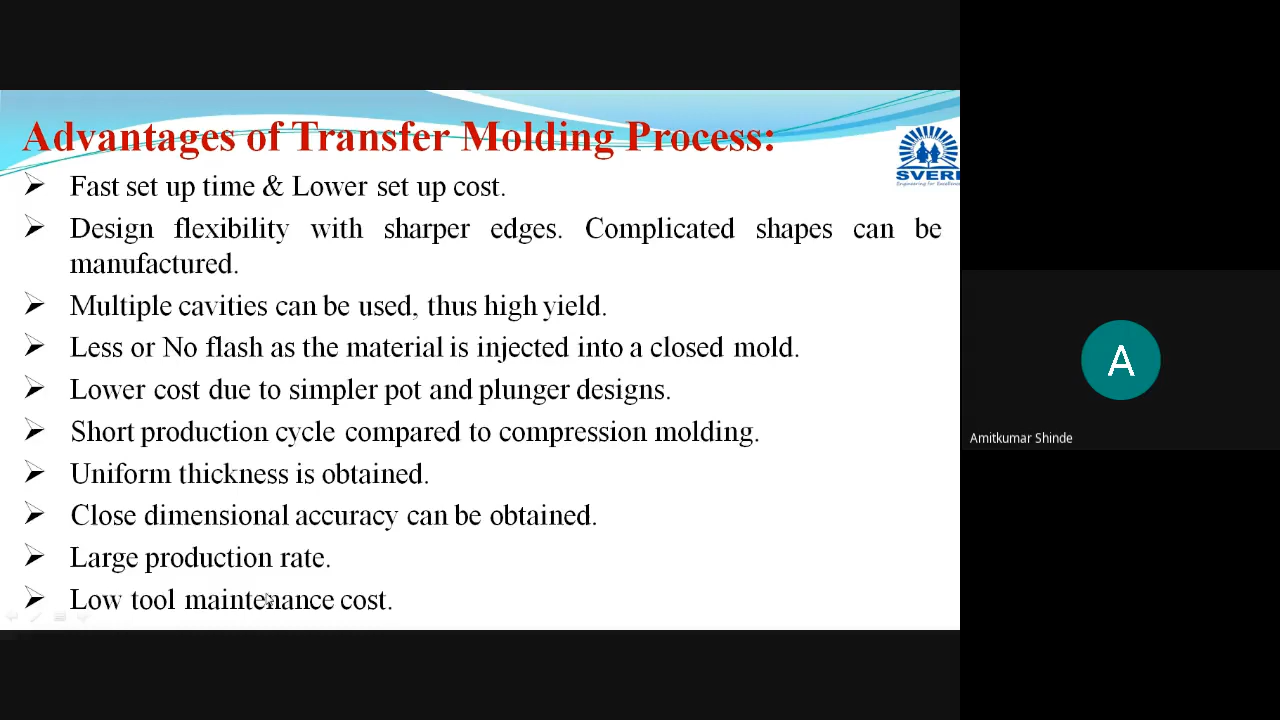 Advantages of Transfer Molding Process:
Fast set up time & Lower set up cost.
Design flexibility with sharper edges. Complicated shapes can be
manufactured.
Multiple cavities can be used, thus high yield.
Less or No flash as the material is injected into a closed mold.
Lower cost due to simpler pot and plunger designs.
Short production cycle compared to compression molding.
Uniform thickness is obtained.
Close dimensional accuracy can be obtained.
Large production rate.
Low tool maintenance cost.
SVERI
Engineering for Excellence
A
Amitkumar Shinde